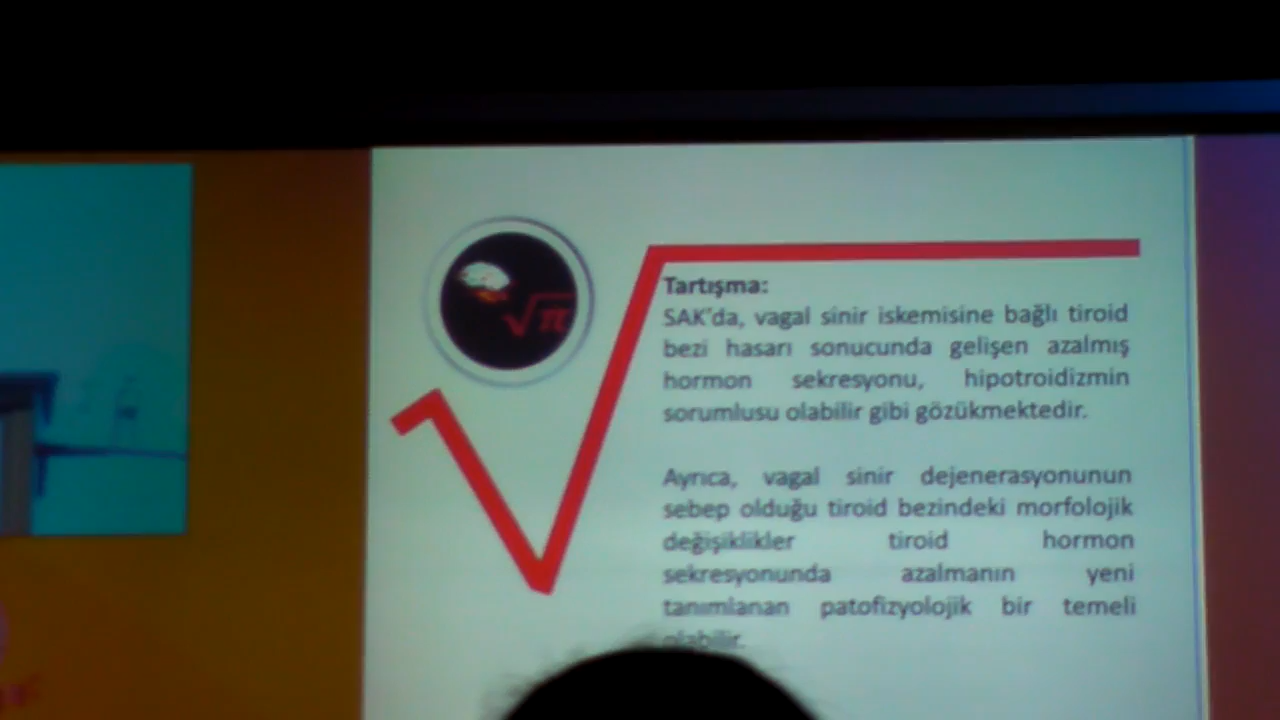 √π
Tartışma:
SAK'da, vagal sinir iskemisine bağlı tiroid
bezi hasarı sonucunda gelişen azalmış
hormon sekresyonu, hipotroidizmin
sorumlusu olabilir gibi gözükmektedir.
Ayrıca, vagal sinir dejenerasyonunun
sebep olduğu tiroid bezindeki morfolojik
değişiklikler tiroid hormon
sekresyonunda azalmanın yeni
tanımlanan patofizyolojik bir temeli
olabilir.